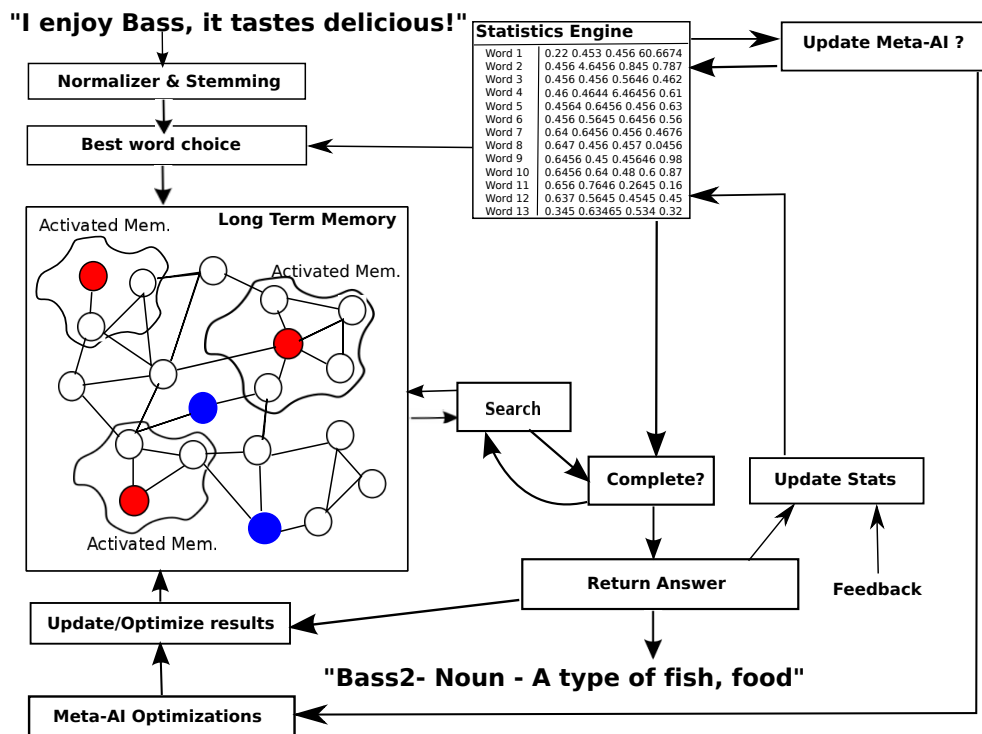 "I enjoy Bass, it tastes delicious!"
Normalizer & Stemming
Best word choice
Statistics Engine
Word 1 0.22 0.453 0.456 60.6674
Word 2 0.456 4.6456 0.845 0.787
Word 3 0.456 0.456 0.5646 0.462
Word 4 0.46 0.4644 6.46456 0.61
Word 5 0.4564 0.6456 0.456 0.63
Word 6 0.456 0.5645 0.6456 0.56
Word 7 0.64 0.6456 0.456 0.4676
Word 8 0.647 0.456 0.457 0.0456
Word 9 0.6456 0.45 0.45646 0.98
Word 10 0.6456 0.64 0.48 0.6 0.87
Word 11 0.656 0.7646 0.2645 0.16
Word 12 0.637 0.5645 0.4545 0.45
Word 13 0.345 0.63465 0.534 0.32
Update Meta-AI ?
Long Term Memory
Activated Mem.
Activated Mem.
Activated Mem.
Search
Complete?
Update Stats
Return Answer
Feedback
Update/Optimize results
"Bass2- Noun - A type of fish, food"
Meta-AI Optimizations